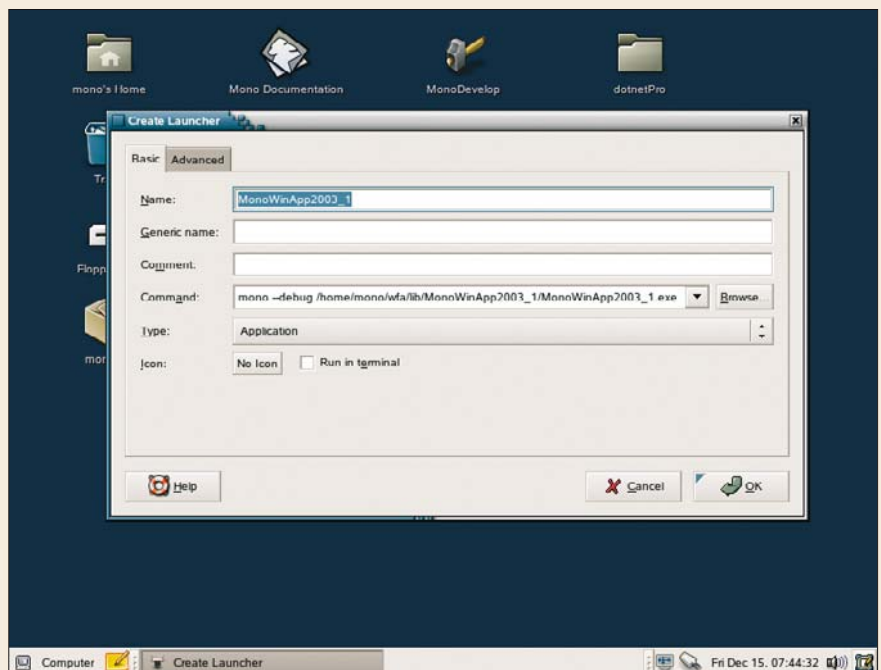 mono's Home
Mono Documentation
MonoDevelop
dotnetPro
Create Launcher
Basic
Advanced
Name:
MonoWinApp2003_1
Generic name:
Comment:
Command:
mono --debug /home/mono/wfa/lib/MonoWinApp2003_1/MonoWinApp2003_1.exe
Browse...
Type:
Application
Icon:
No Icon
Run in terminal
Help
Cancel
OK
Computer
Create Launcher
Fri Dec 15, 07:44:32